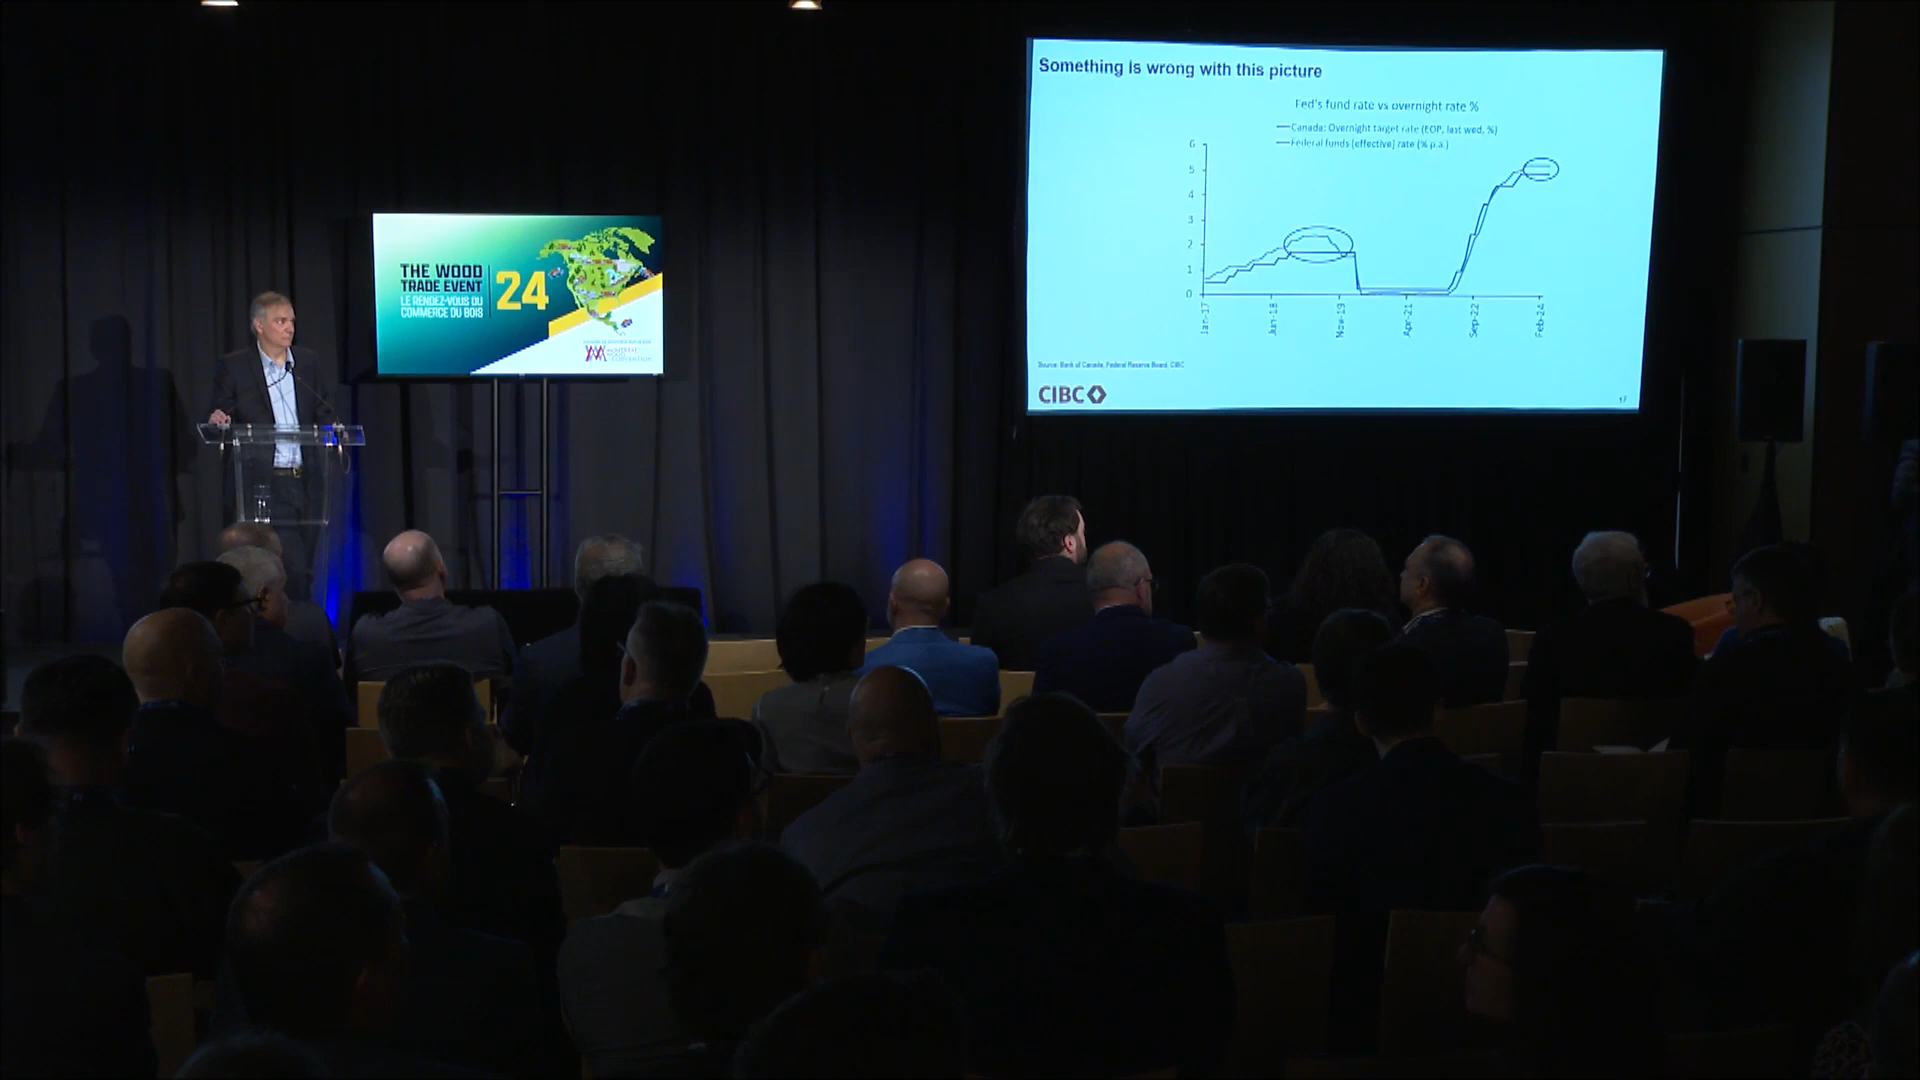 THE WOOD
TRADE EVENT
LE RENDEZ-VOUS DU
COMMERCE DU BOIS
24
MONTREAL
WOOD
CONVENTION
Something is wrong with this picture
Fed's fund rate vs overnight rate %
Canada: Overnight target rate (EOP, last wed, %)
Federal funds [effective] rate (% p.a.)
6
5
4
3
2
1
0
Jan-17
Jun-18
Nov-19
Apr-21
Sep-22
Feb-24
Source: Bank of Canada, Federal Reserve Board, CIBC
CIBC
17